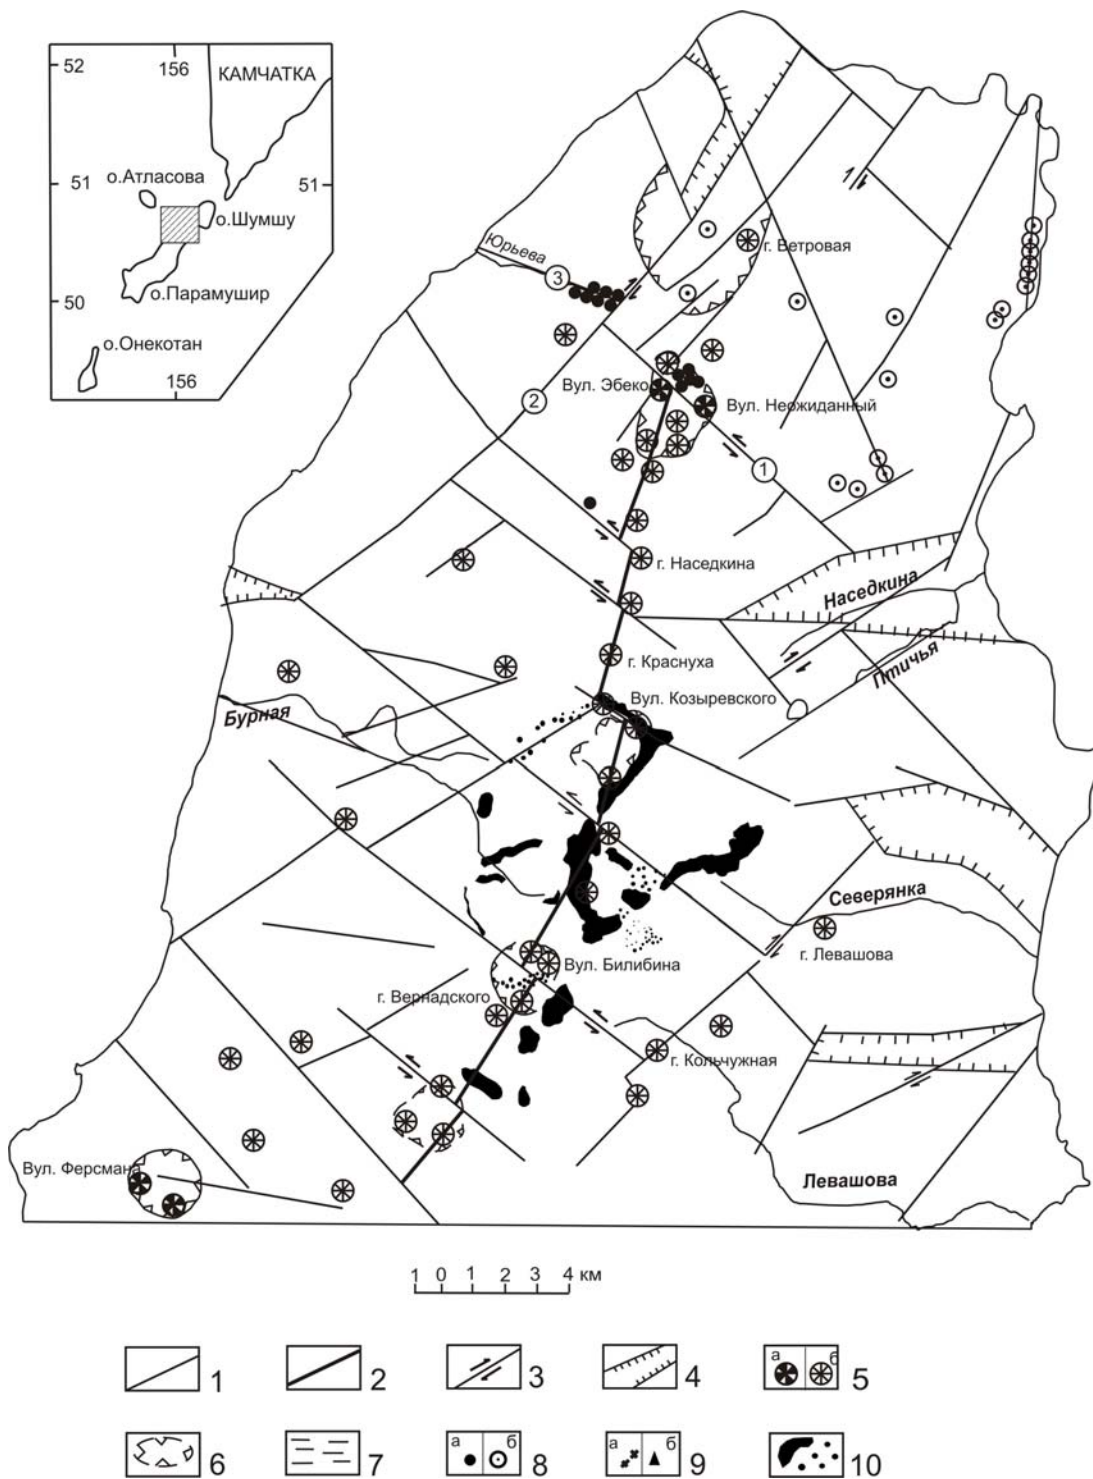 52
156
КАМЧАТКА
51
51
о.Атласова
о.Шумшу
о.Парамушир
50
о.Онекотан
156
Юрьева
3
г. Ветровая
Вул. Эбеко
Вул. Неожиданный
2
1
г. Наседкина
Наседкина
г. Краснуха
Птичья
Вул. Козыревского
Бурная
Северянка
г. Левашова
Вул. Билибина
г. Вернадского
г. Кольчужная
Вул. Ферсмана
Левашова
1 0 1 2 3 4 км
1
2
3
4
а б 5
6
7
а б 8
а б 9
10